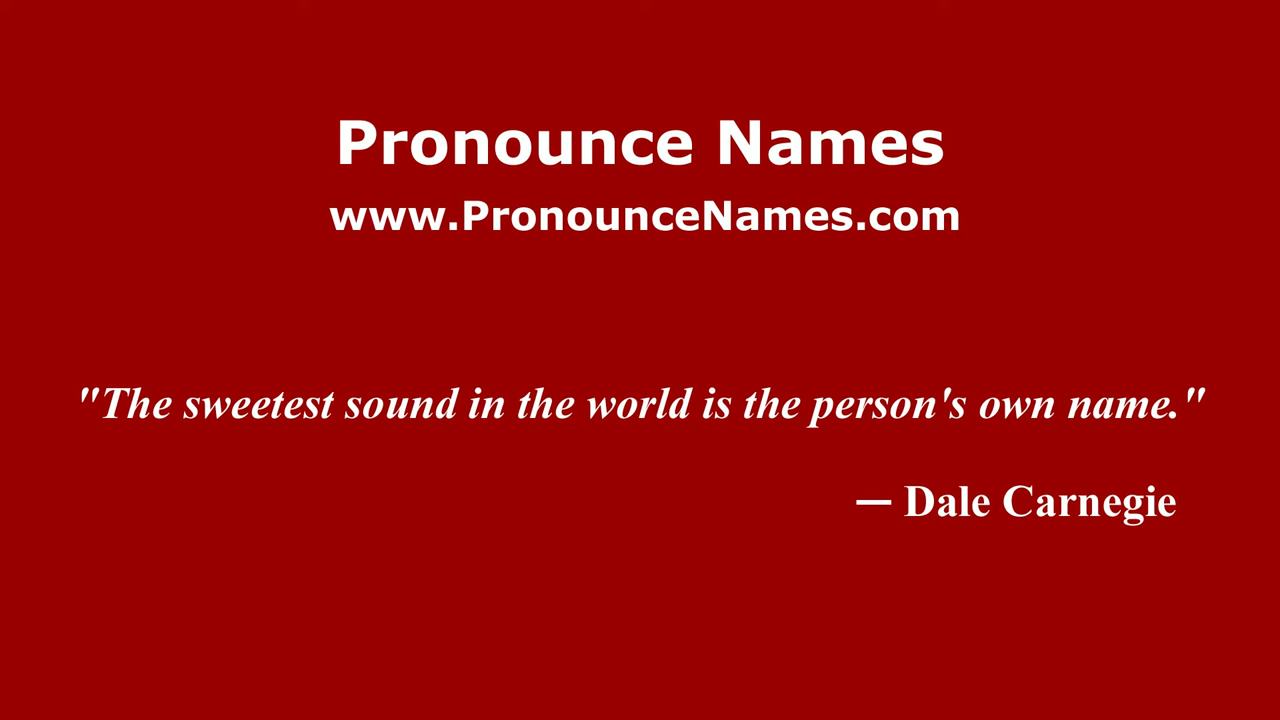 Pronounce Names
www.PronounceNames.com
"The sweetest sound in the world is the person's own name."
— Dale Carnegie